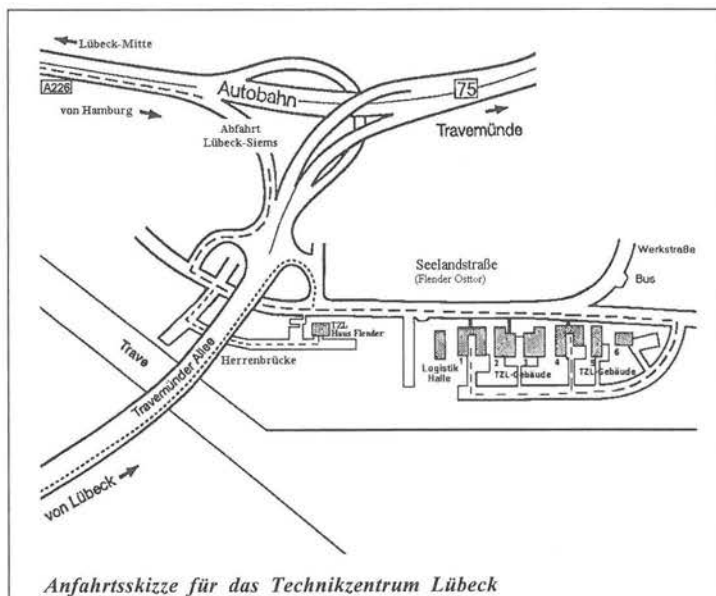 Lübeck-Mitte
A226
Autobahn
75
von Hamburg
Travemünde
Abfahrt
Lübeck-Siems
Seelandstraße
(Flender Osttor)
Werkstraße
Bus
TZL
Haus Flender
Trave
Herrenbrücke
Travemünder Allee
Logistik
Halle
1
2
3
4
5
6
TZL-Gebäude
TZL-Gebäude
von Lübeck
Anfahrtsskizze für das Technikzentrum Lübeck